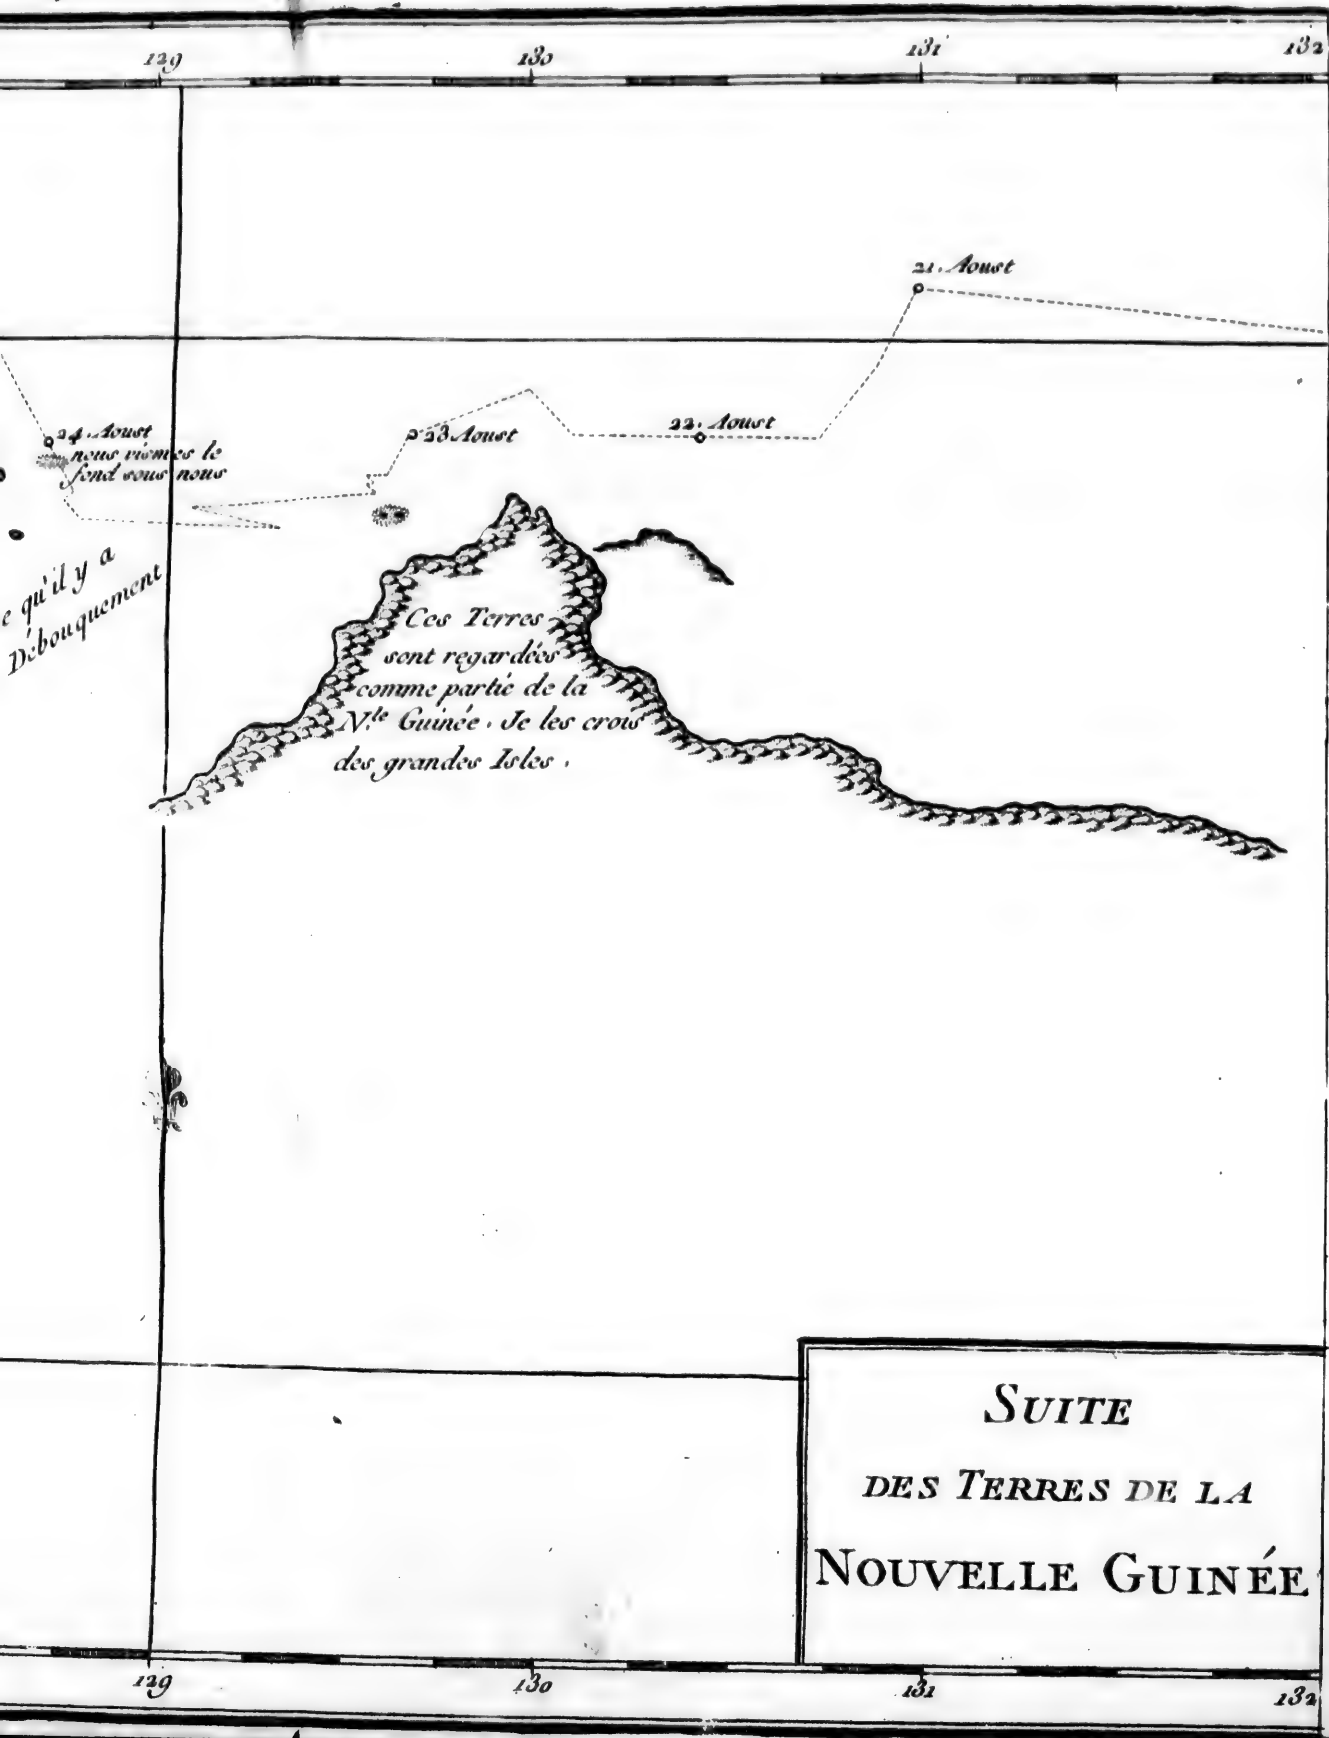 129 130 131 132
21. Aoust
24. Aoust
nous vismes le
fond sous nous
23 Aoust
22. Aoust
e qu'il y a
Débouquement
Ces Terres
sont regardées
comme partie de la
N.le Guinée. Je les crois
des grandes Isles.
SUITE
DES TERRES DE LA
NOUVELLE GUINÉE
129 130 131 132